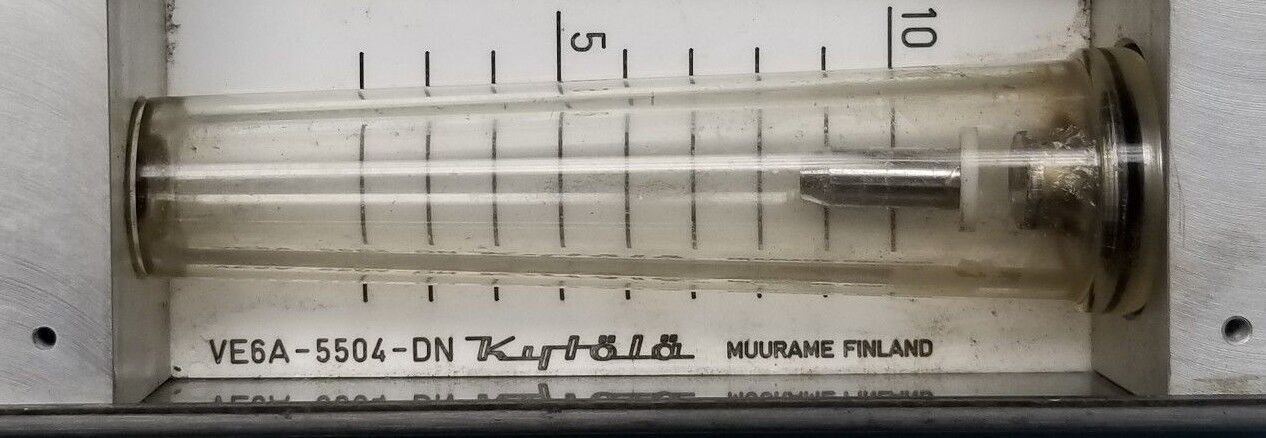 5
10
VE6A-5504-DN Kytölä MUURAME FINLAND